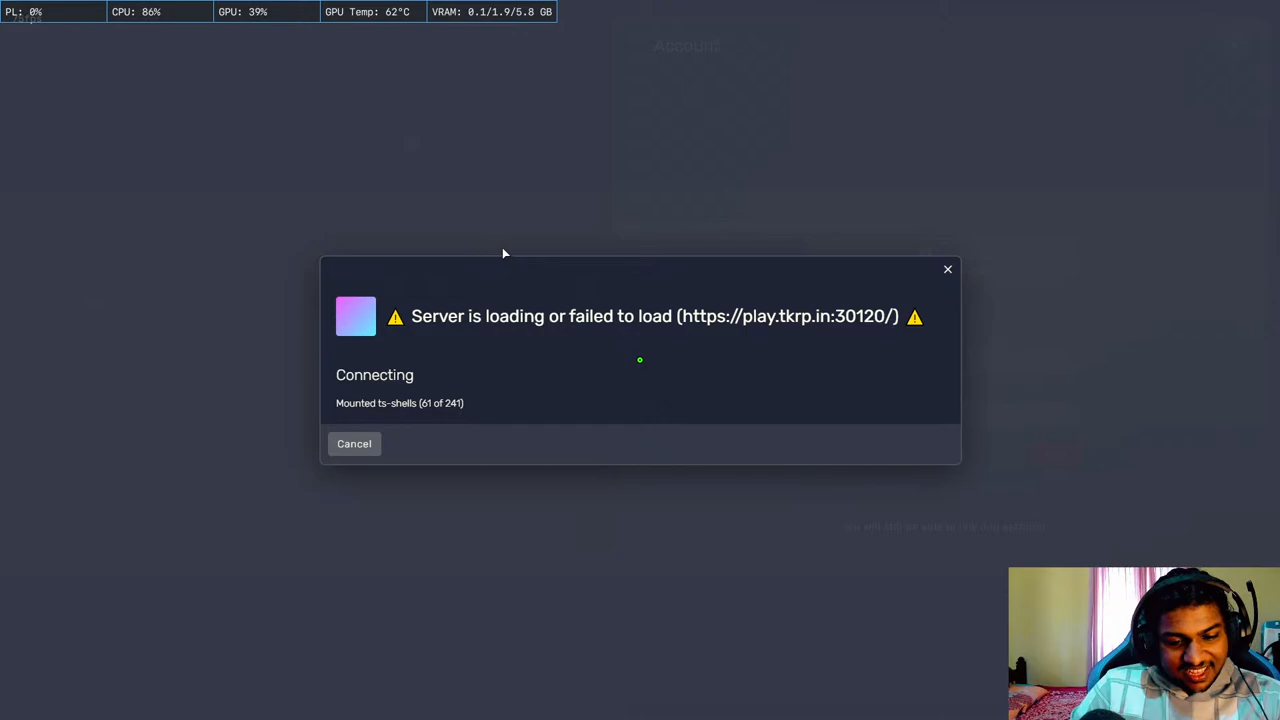 PL: 0% CPU: 86% GPU: 39% GPU Temp: 62°C VRAM: 0.1/1.9/5.8 GB
Account
⚠ Server is loading or failed to load (https://play.tkrp.in:30120/) ⚠
Connecting
Mounted ts-shells (61 of 241)
Cancel